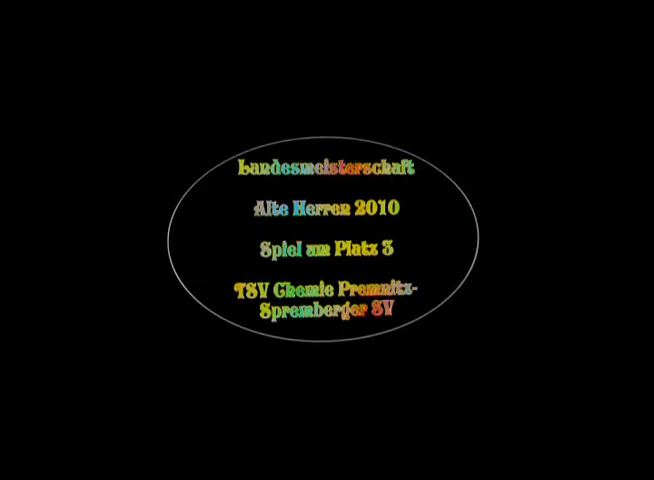 Landesmeisterschaft
Alte Herren 2010
Spiel um Platz 3
TSV Chemie Premnitz-
Spremberger SV